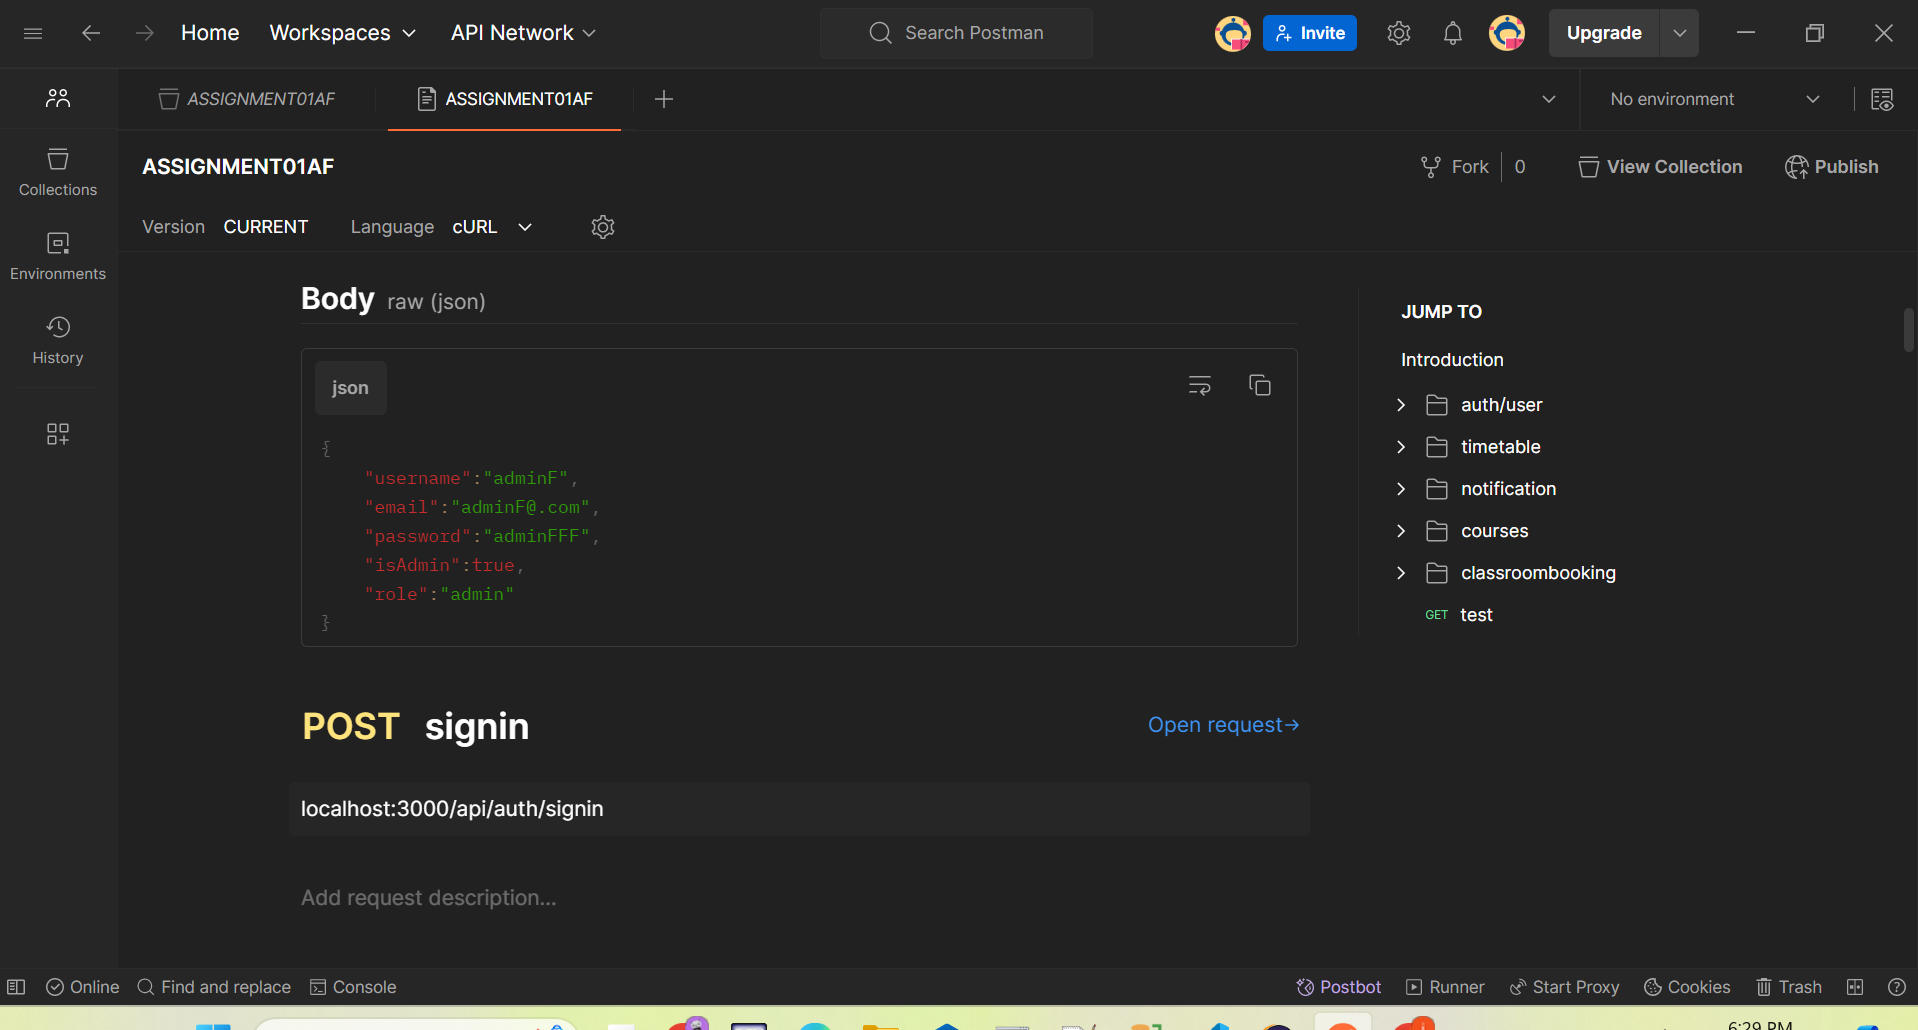 Home Workspaces API Network Search Postman Invite Upgrade
ASSIGNMENT01AF ASSIGNMENT01AF No environment
ASSIGNMENT01AF Fork 0 View Collection Publish
Version CURRENT Language cURL
Collections
Environments
History
Body raw (json)
json
{
"username":"adminF",
"email":"adminF@.com",
"password":"adminFFF",
"isAdmin":true,
"role":"admin"
}
POST signin Open request→
localhost:3000/api/auth/signin
Add request description...
JUMP TO
Introduction
auth/user
timetable
notification
courses
classroombooking
GET test
Online Find and replace Console Postbot Runner Start Proxy Cookies Trash
6:29 PM